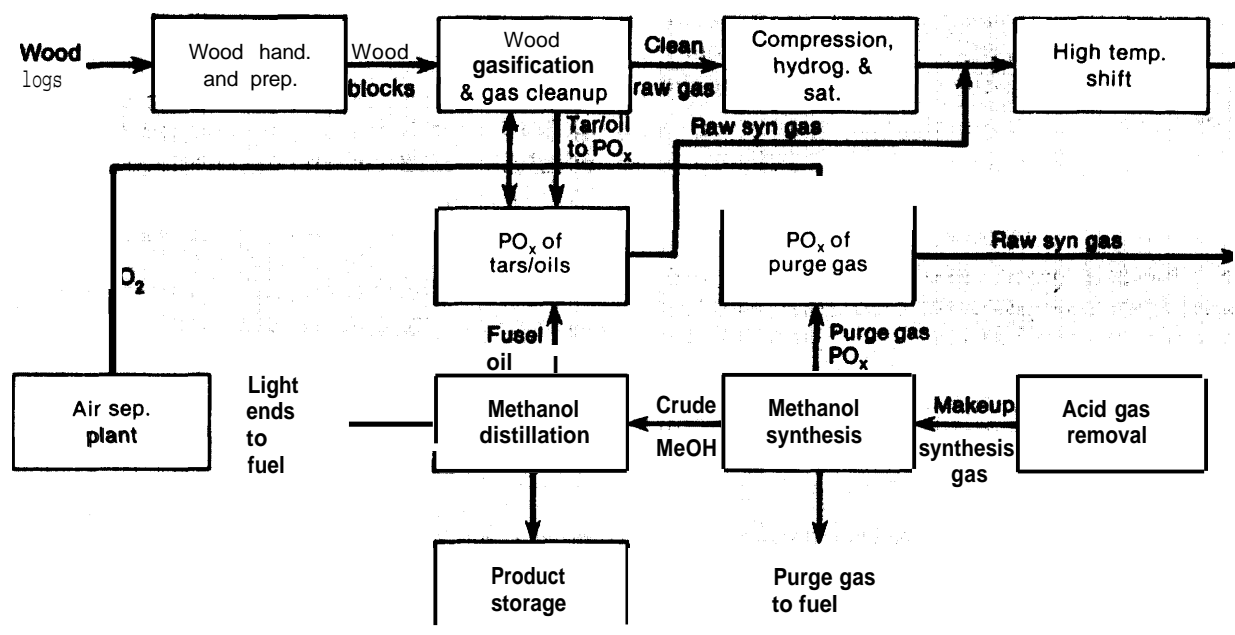 Wood
logs
Wood hand.
and prep.
Wood
blocks
Wood
gasification
& gas cleanup
Clean
raw gas
Compression,
hydrog. &
sat.
High temp.
shift
Tar/oil
to POx
Raw syn gas
POx of
tars/oils
POx of
purge gas
Raw syn gas
O2
Fusel
oil
Purge gas
POx
Air sep.
plant
Light
ends
to
fuel
Methanol
distillation
Crude
MeOH
Methanol
synthesis
Makeup
synthesis
gas
Acid gas
removal
Product
storage
Purge gas
to fuel